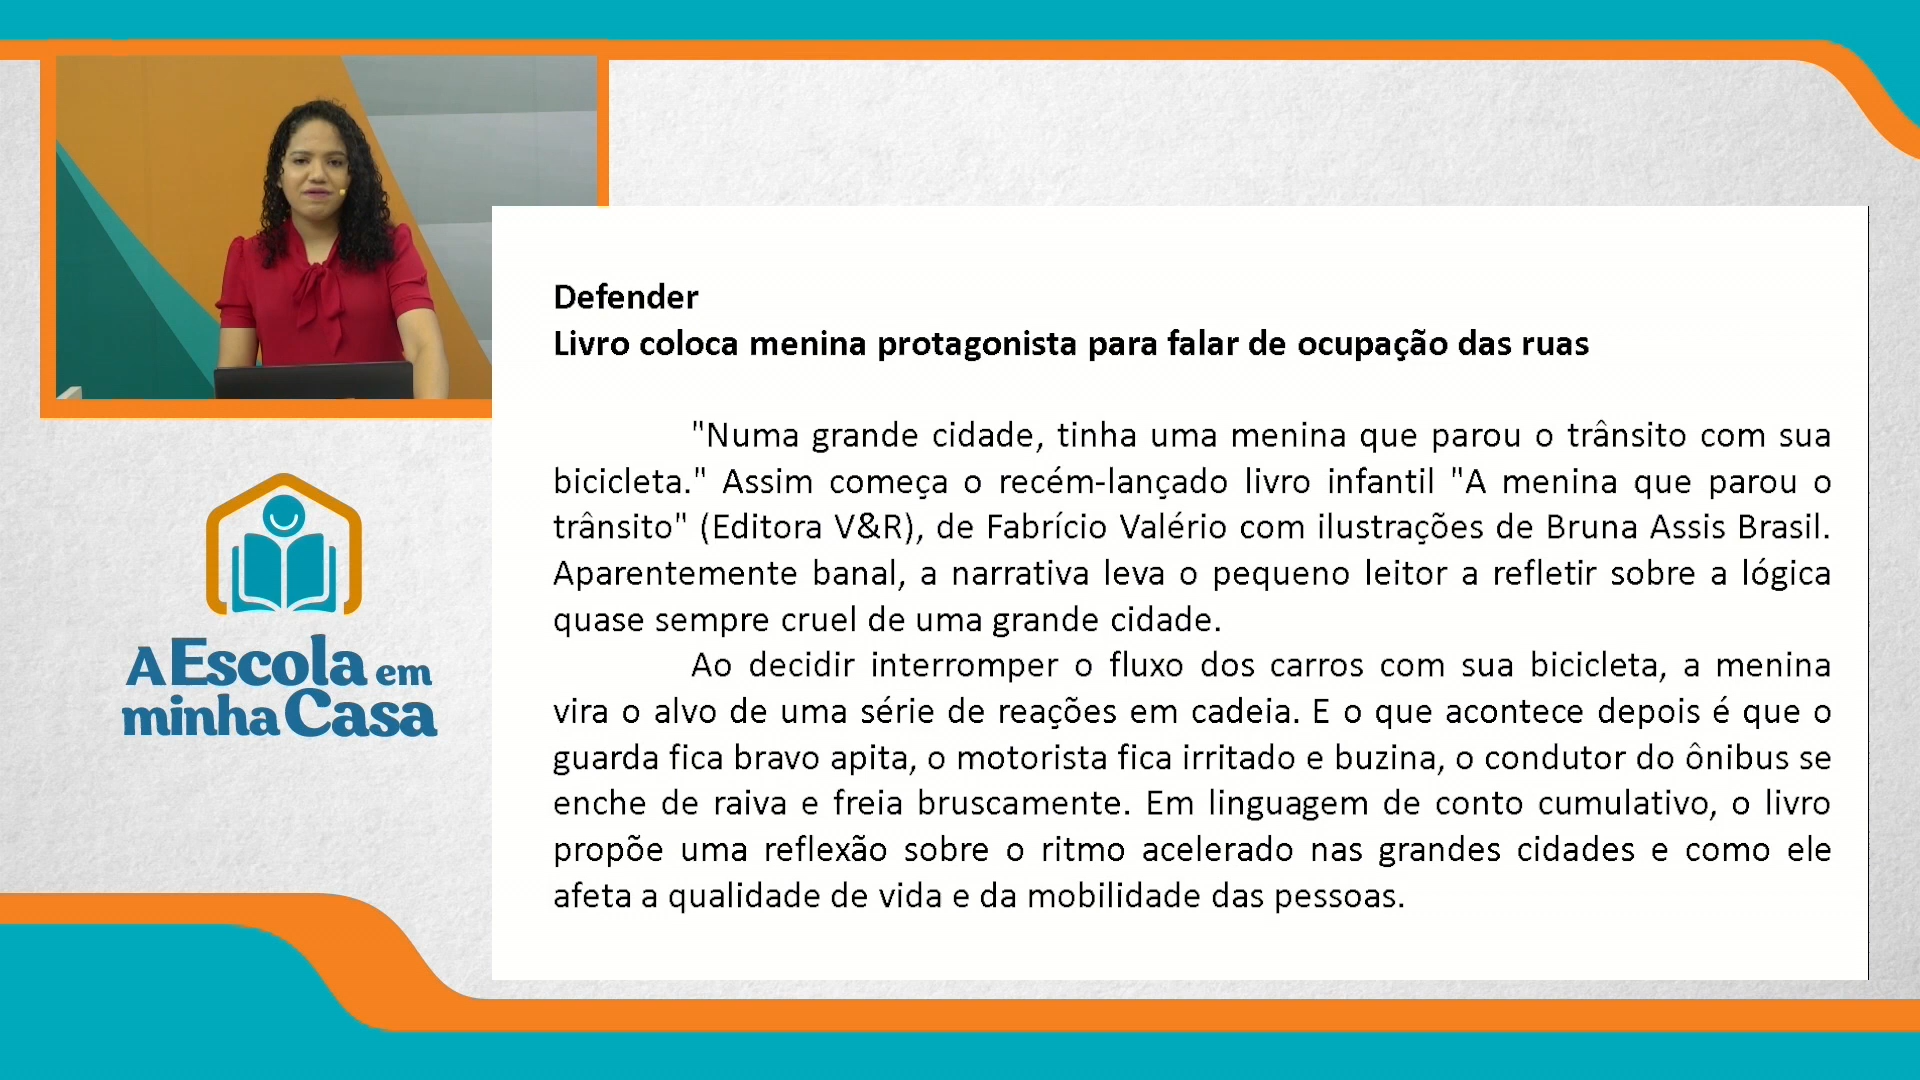 Defender
Livro coloca menina protagonista para falar de ocupação das ruas
"Numa grande cidade, tinha uma menina que parou o trânsito com sua
bicicleta." Assim começa o recém-lançado livro infantil "A menina que parou o
trânsito" (Editora V&R), de Fabrício Valério com ilustrações de Bruna Assis Brasil.
Aparentemente banal, a narrativa leva o pequeno leitor a refletir sobre a lógica
quase sempre cruel de uma grande cidade.
Ao decidir interromper o fluxo dos carros com sua bicicleta, a menina
vira o alvo de uma série de reações em cadeia. E o que acontece depois é que o
guarda fica bravo apita, o motorista fica irritado e buzina, o condutor do ônibus se
enche de raiva e freia bruscamente. Em linguagem de conto cumulativo, o livro
propõe uma reflexão sobre o ritmo acelerado nas grandes cidades e como ele
afeta a qualidade de vida e da mobilidade das pessoas.
A Escola em
minha Casa